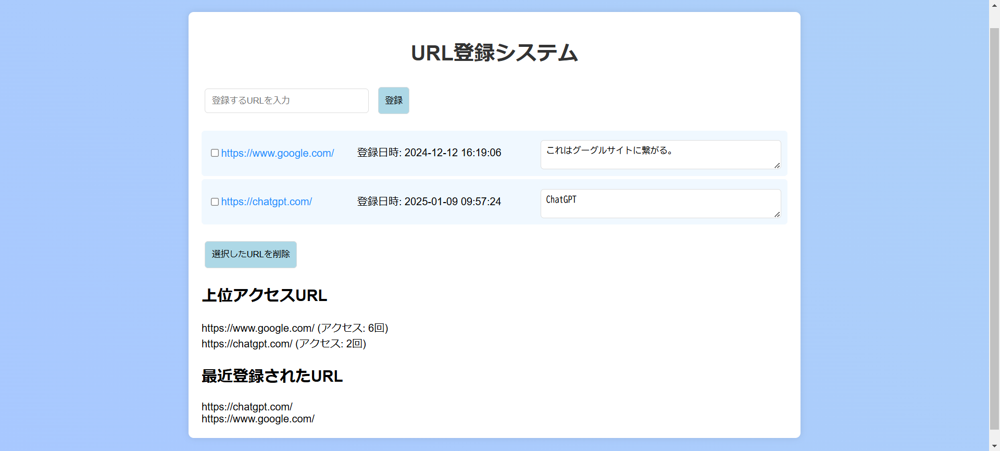 URL登録システム
登録するURLを入力
登録
https://www.google.com/
登録日時: 2024-12-12 16:19:06
これはグーグルサイトに繋がる。
https://chatgpt.com/
登録日時: 2025-01-09 09:57:24
ChatGPT
選択したURLを削除
上位アクセスURL
https://www.google.com/ (アクセス: 6回)
https://chatgpt.com/ (アクセス: 2回)
最近登録されたURL
https://chatgpt.com/
https://www.google.com/